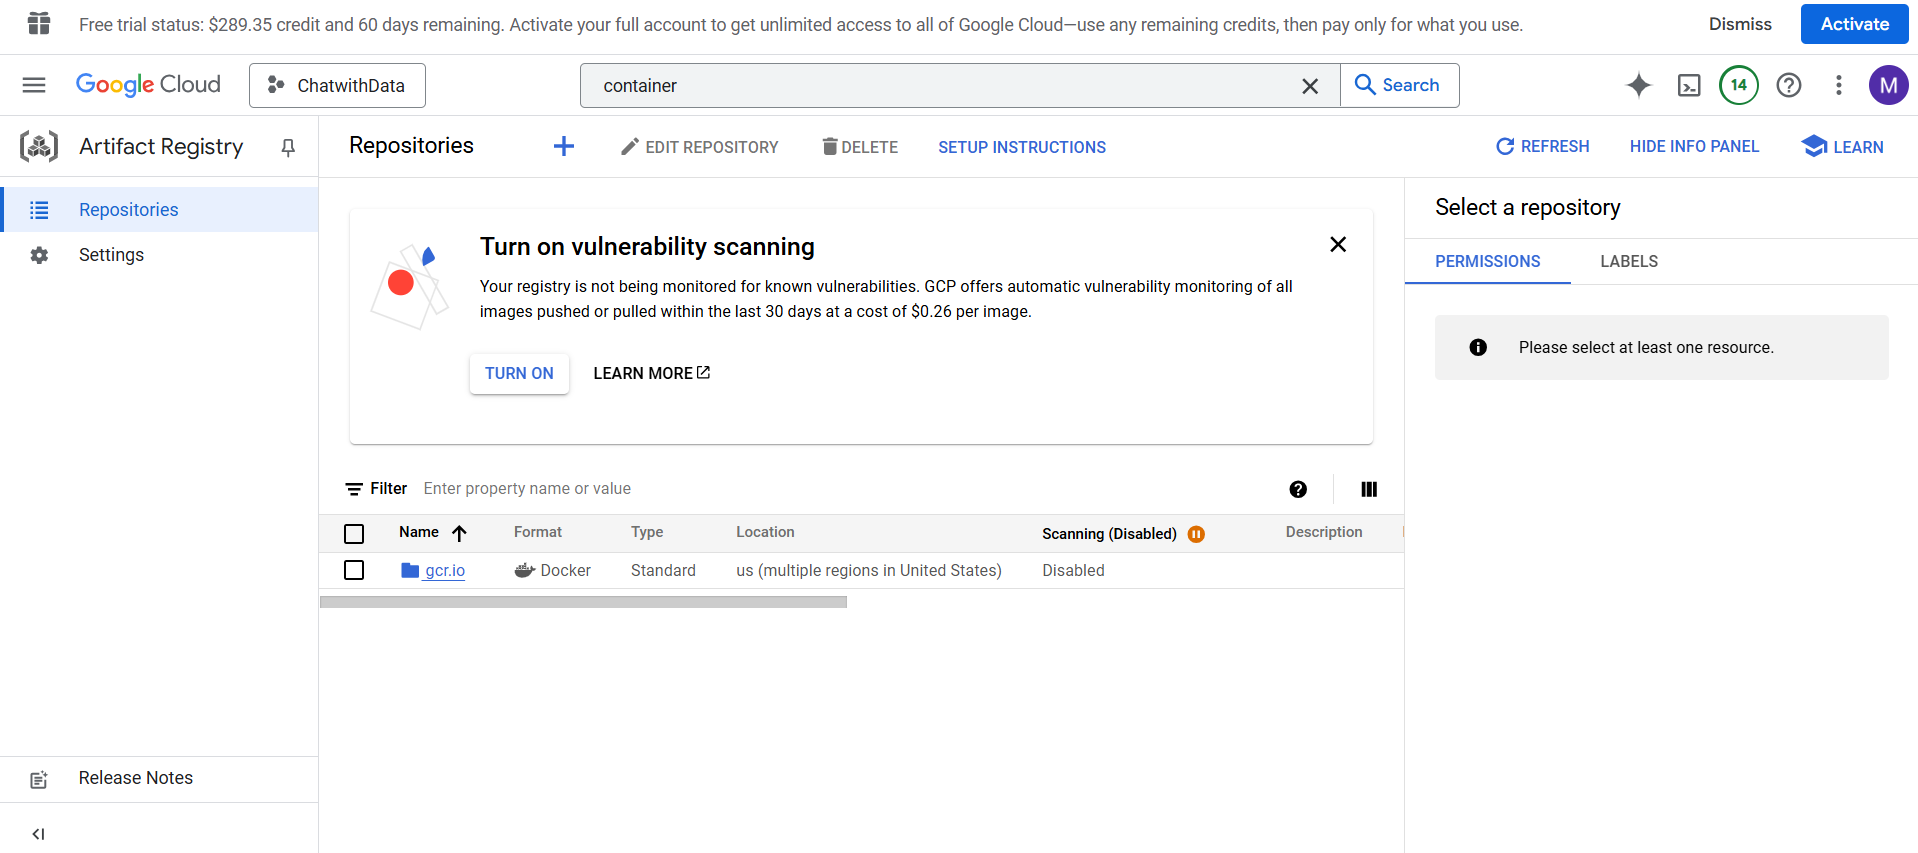 Free trial status: $289.35 credit and 60 days remaining. Activate your full account to get unlimited access to all of Google Cloud—use any remaining credits, then pay only for what you use.
Dismiss
Activate
Google Cloud
ChatwithData
container
Search
14
M
Artifact Registry
Repositories
EDIT REPOSITORY
DELETE
SETUP INSTRUCTIONS
REFRESH
HIDE INFO PANEL
LEARN
Repositories
Settings
Release Notes
Turn on vulnerability scanning
Your registry is not being monitored for known vulnerabilities. GCP offers automatic vulnerability monitoring of all
images pushed or pulled within the last 30 days at a cost of $0.26 per image.
TURN ON
LEARN MORE
Filter
Enter property name or value
Name
Format
Type
Location
Scanning (Disabled)
Description
gcr.io
Docker
Standard
us (multiple regions in United States)
Disabled
Select a repository
PERMISSIONS
LABELS
Please select at least one resource.